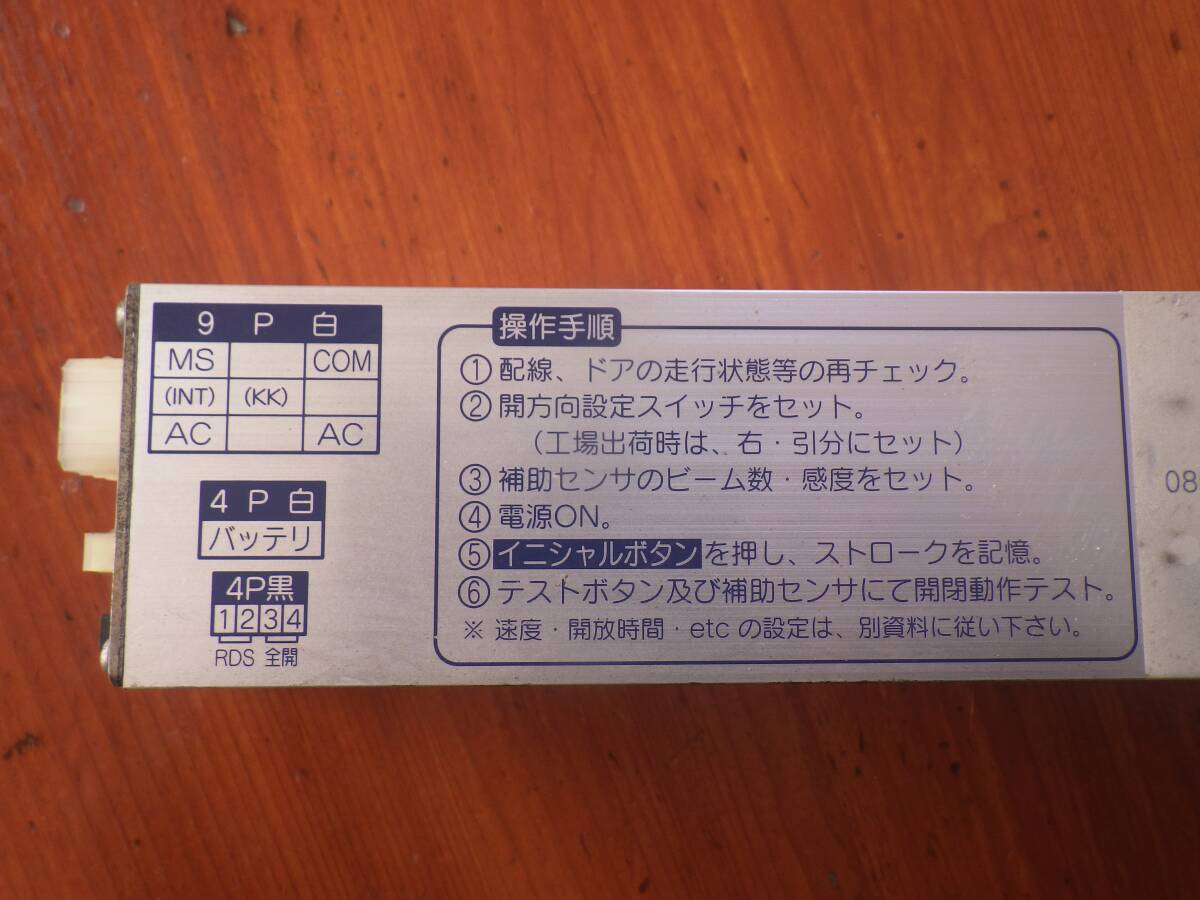 9 P 白
MS COM
(INT) (KK)
AC AC
4 P 白
バッテリ
4P黒
1 2 3 4
RDS 全開
操作手順
① 配線、ドアの走行状態等の再チェック。
② 開方向設定スイッチをセット。
（工場出荷時は、右・引分にセット）
③ 補助センサのビーム数・感度をセット。
④ 電源ON。
⑤ イニシャルボタンを押し、ストロークを記憶。
⑥ テストボタン及び補助センサにて開閉動作テスト。
※ 速度・開放時間・etc の設定は、別資料に従い下さい。
08